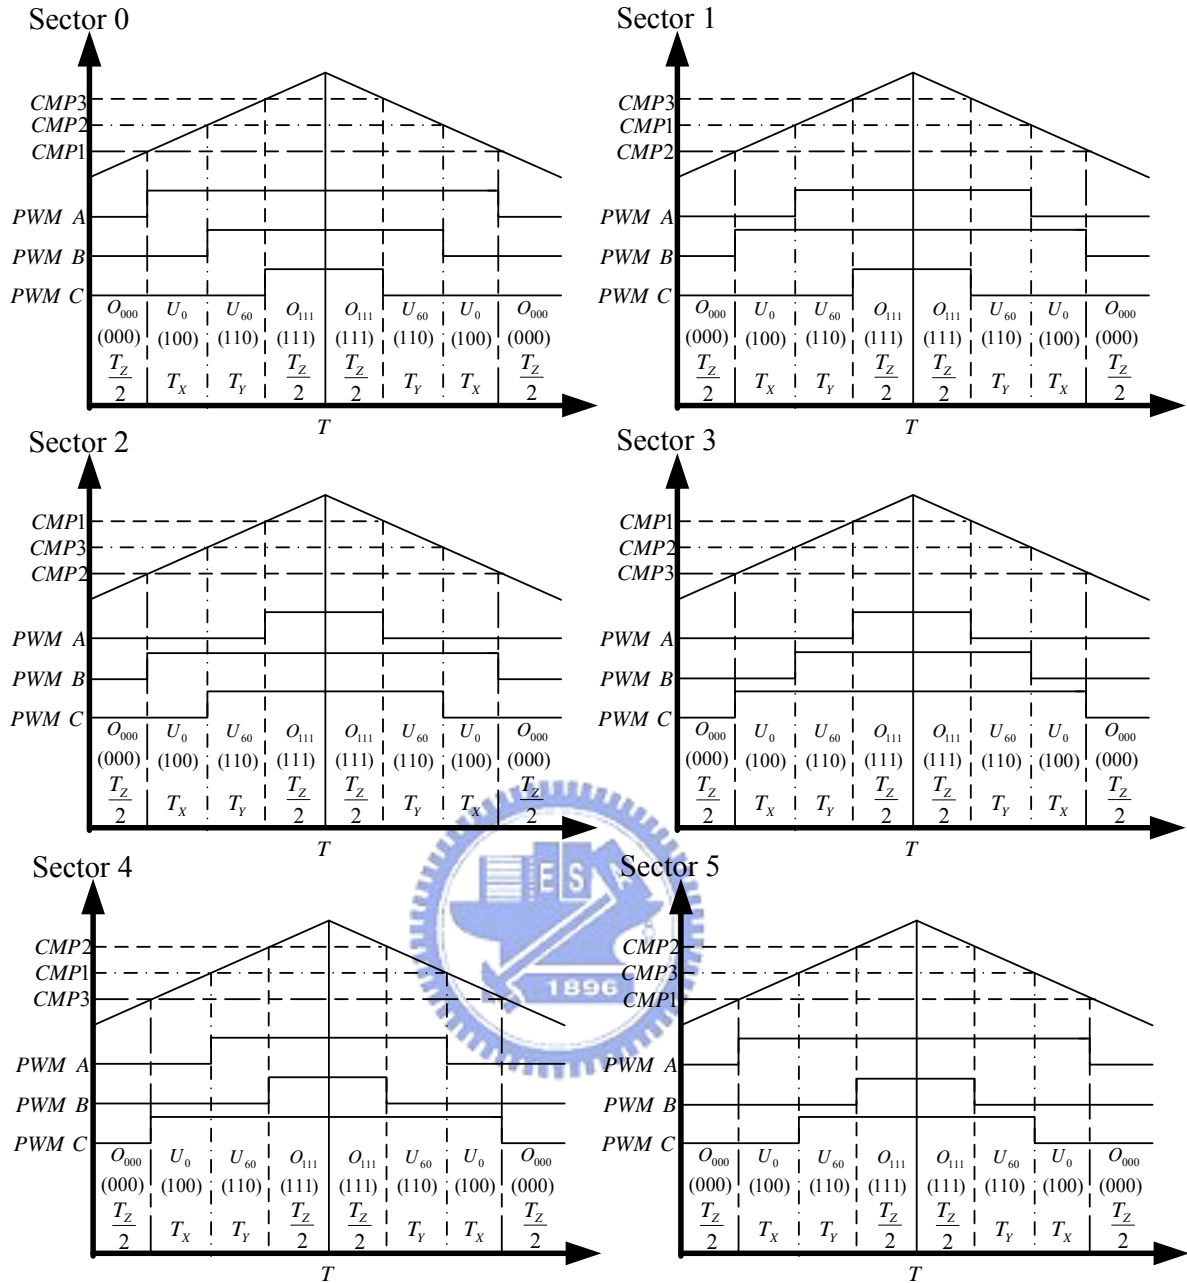 Sector 0
CMP3
CMP2
CMP1
PWM A
PWM B
PWM C
O000 U0 U60 O111 O111 U60 U0 O000
(000) (100) (110) (111) (111) (110) (100) (000)
TZ/2 TX TY TZ/2 TZ/2 TY TX TZ/2
T
Sector 1
CMP3
CMP1
CMP2
PWM A
PWM B
PWM C
O000 U0 U60 O111 O111 U60 U0 O000
(000) (100) (110) (111) (111) (110) (100) (000)
TZ/2 TX TY TZ/2 TZ/2 TY TX TZ/2
T
Sector 2
CMP1
CMP3
CMP2
PWM A
PWM B
PWM C
O000 U0 U60 O111 O111 U60 U0 O000
(000) (100) (110) (111) (111) (110) (100) (000)
TZ/2 TX TY TZ/2 TZ/2 TY TX TZ/2
T
Sector 3
CMP1
CMP2
CMP3
PWM A
PWM B
PWM C
O000 U0 U60 O111 O111 U60 U0 O000
(000) (100) (110) (111) (111) (110) (100) (000)
TZ/2 TX TY TZ/2 TZ/2 TY TX TZ/2
T
Sector 4
CMP2
CMP1
CMP3
PWM A
PWM B
PWM C
O000 U0 U60 O111 O111 U60 U0 O000
(000) (100) (110) (111) (111) (110) (100) (000)
TZ/2 TX TY TZ/2 TZ/2 TY TX TZ/2
T
Sector 5
CMP2
CMP3
CMP1
PWM A
PWM B
PWM C
O000 U0 U60 O111 O111 U60 U0 O000
(000) (100) (110) (111) (111) (110) (100) (000)
TZ/2 TX TY TZ/2 TZ/2 TY TX TZ/2
T
ES
1896